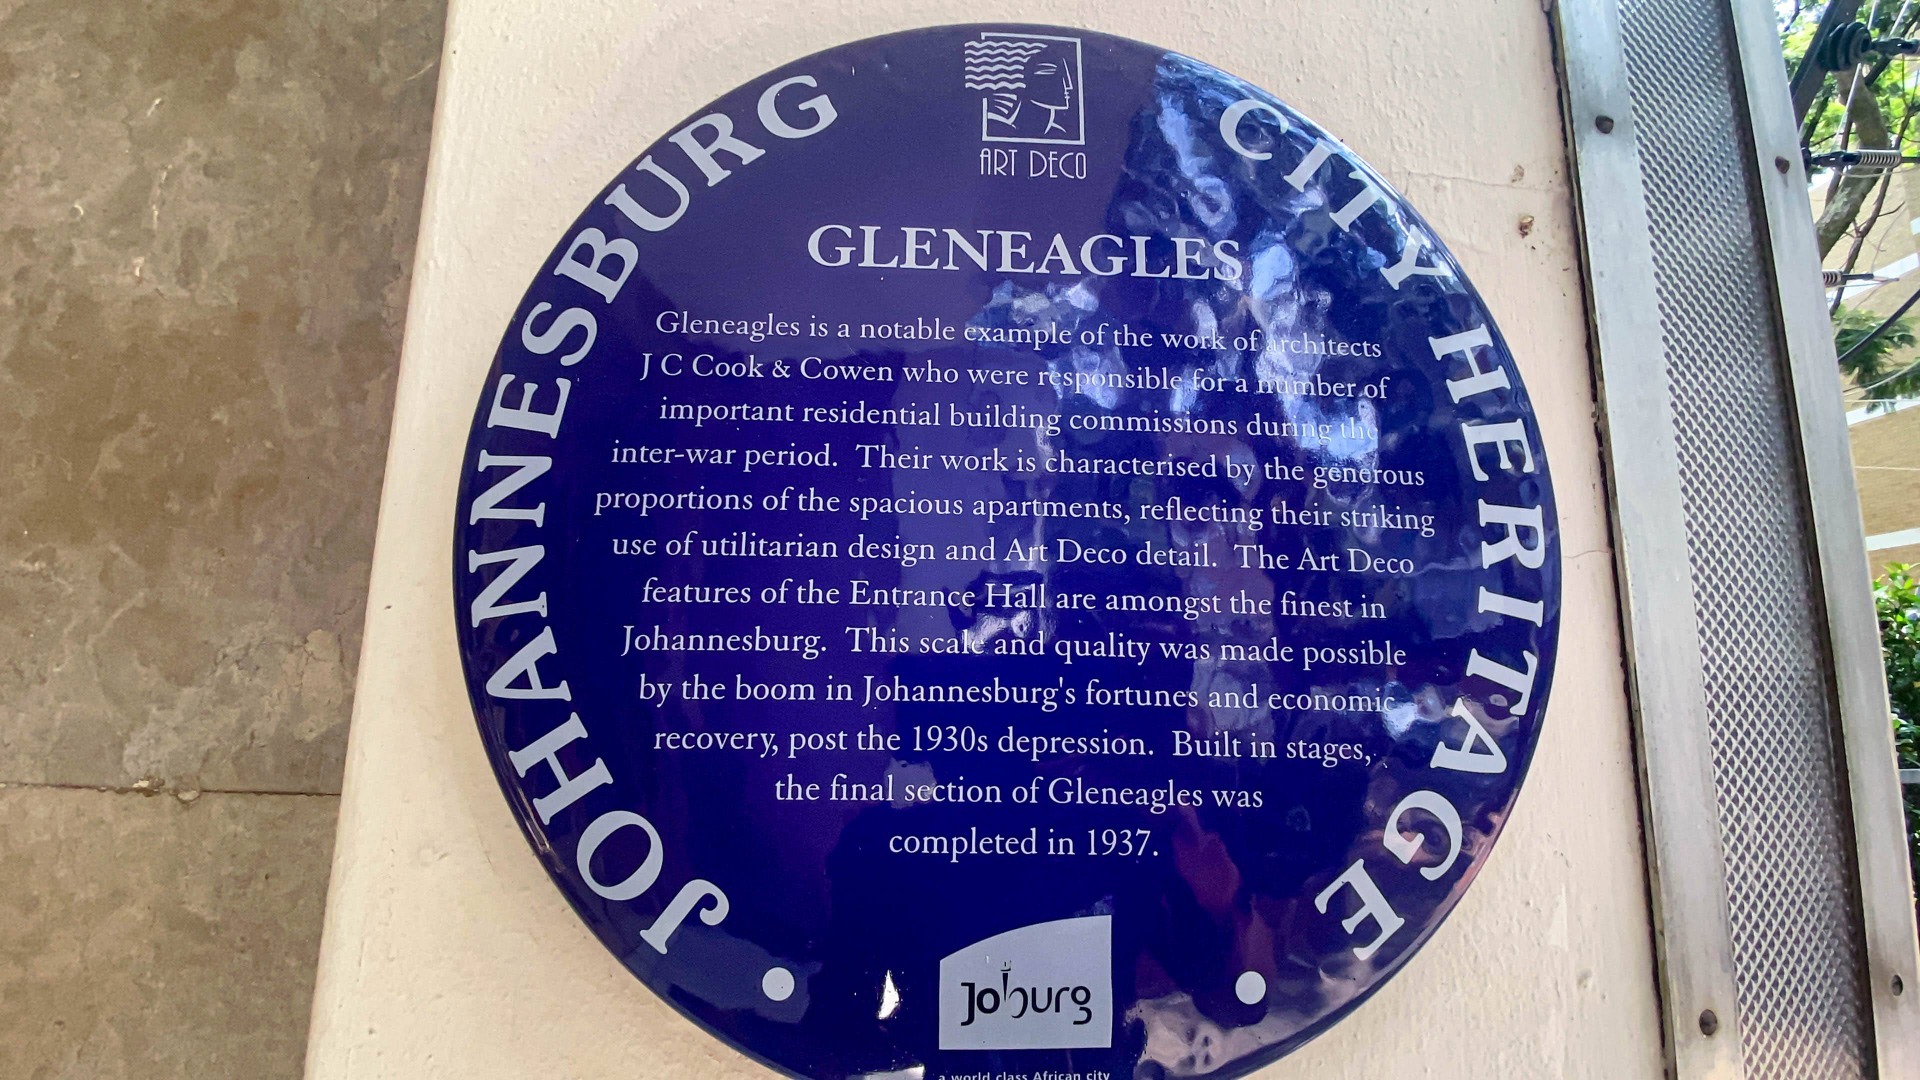 JOHANNESBURG CITY HERITAGE
ART DECO
GLENEAGLES
Gleneagles is a notable example of the work of architects
J C Cook & Cowen who were responsible for a number of
important residential building commissions during the
inter-war period. Their work is characterised by the generous
proportions of the spacious apartments, reflecting their striking
use of utilitarian design and Art Deco detail. The Art Deco
features of the Entrance Hall are amongst the finest in
Johannesburg. This scale and quality was made possible
by the boom in Johannesburg's fortunes and economic
recovery, post the 1930s depression. Built in stages,
the final section of Gleneagles was
completed in 1937.
Joburg
a world class African city